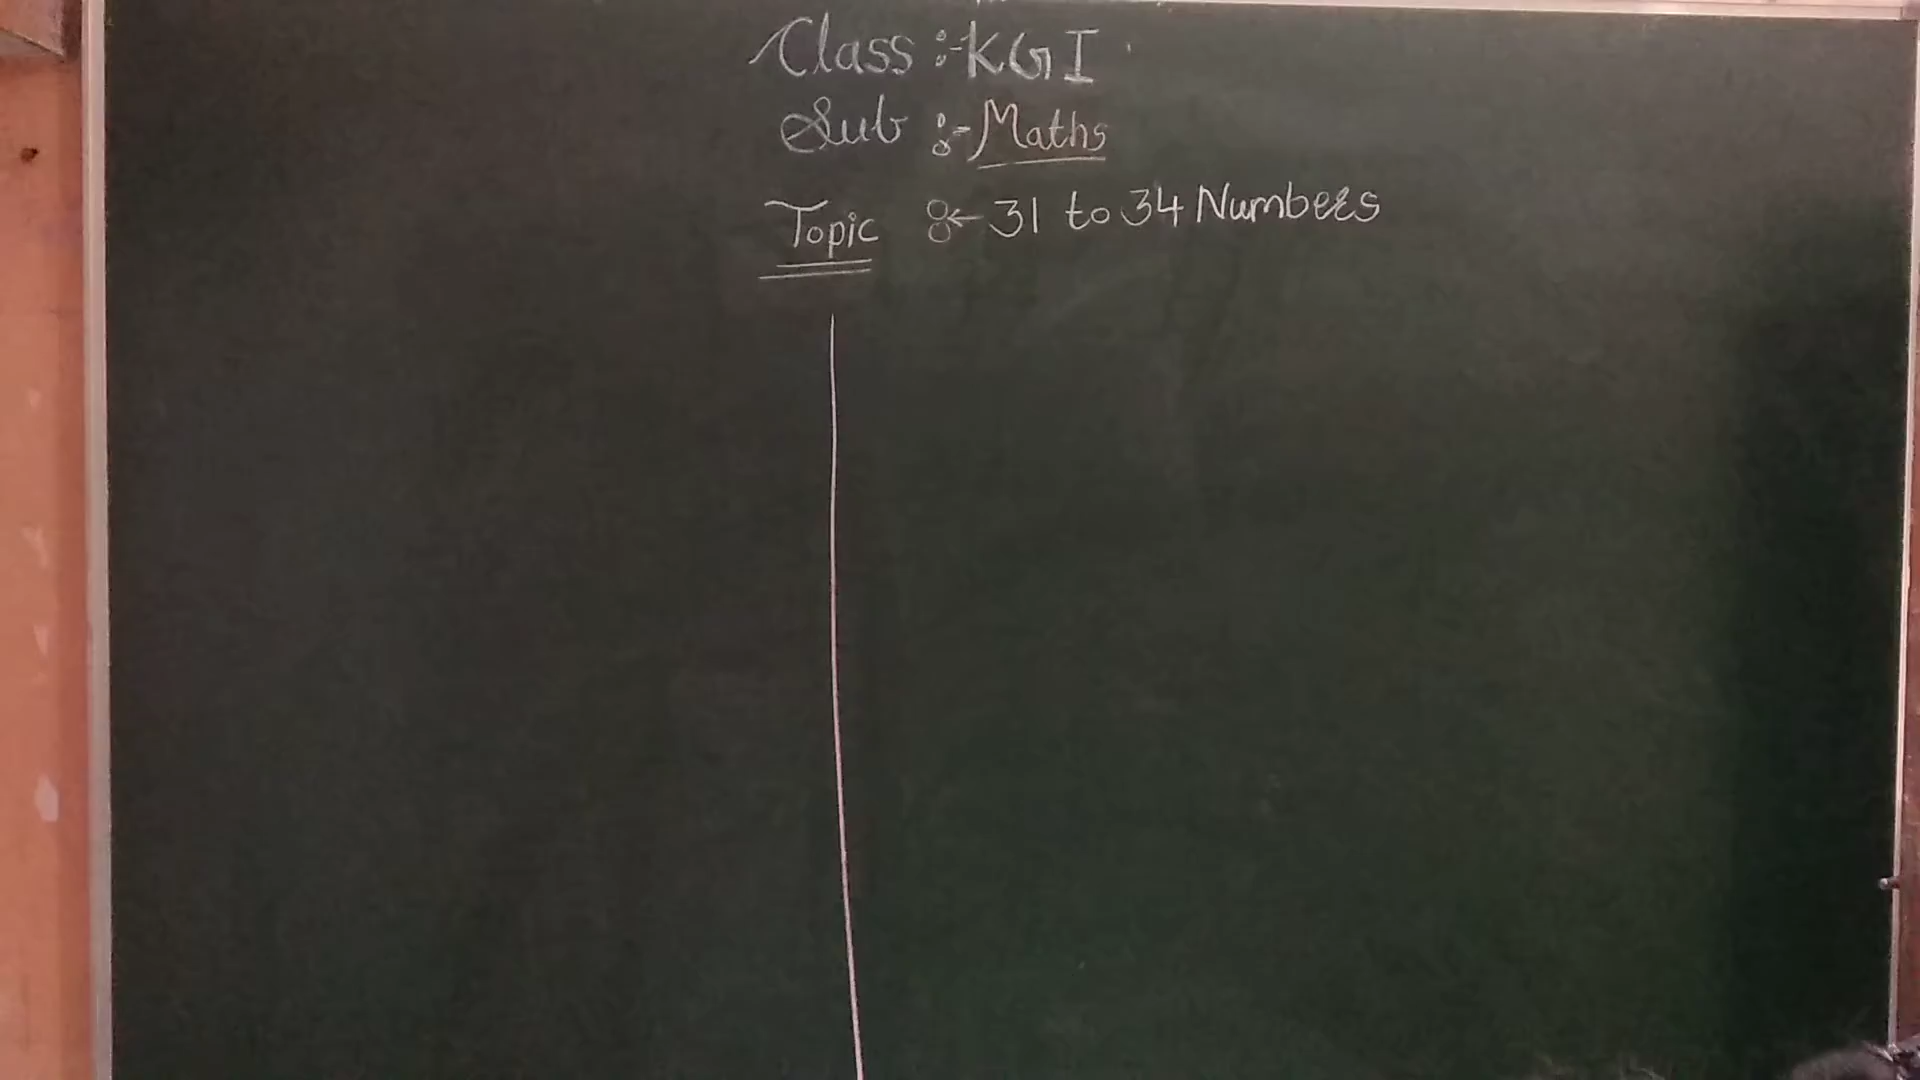 Class :- KG I
Sub :- Maths
Topic :- 31 to 34 Numbers